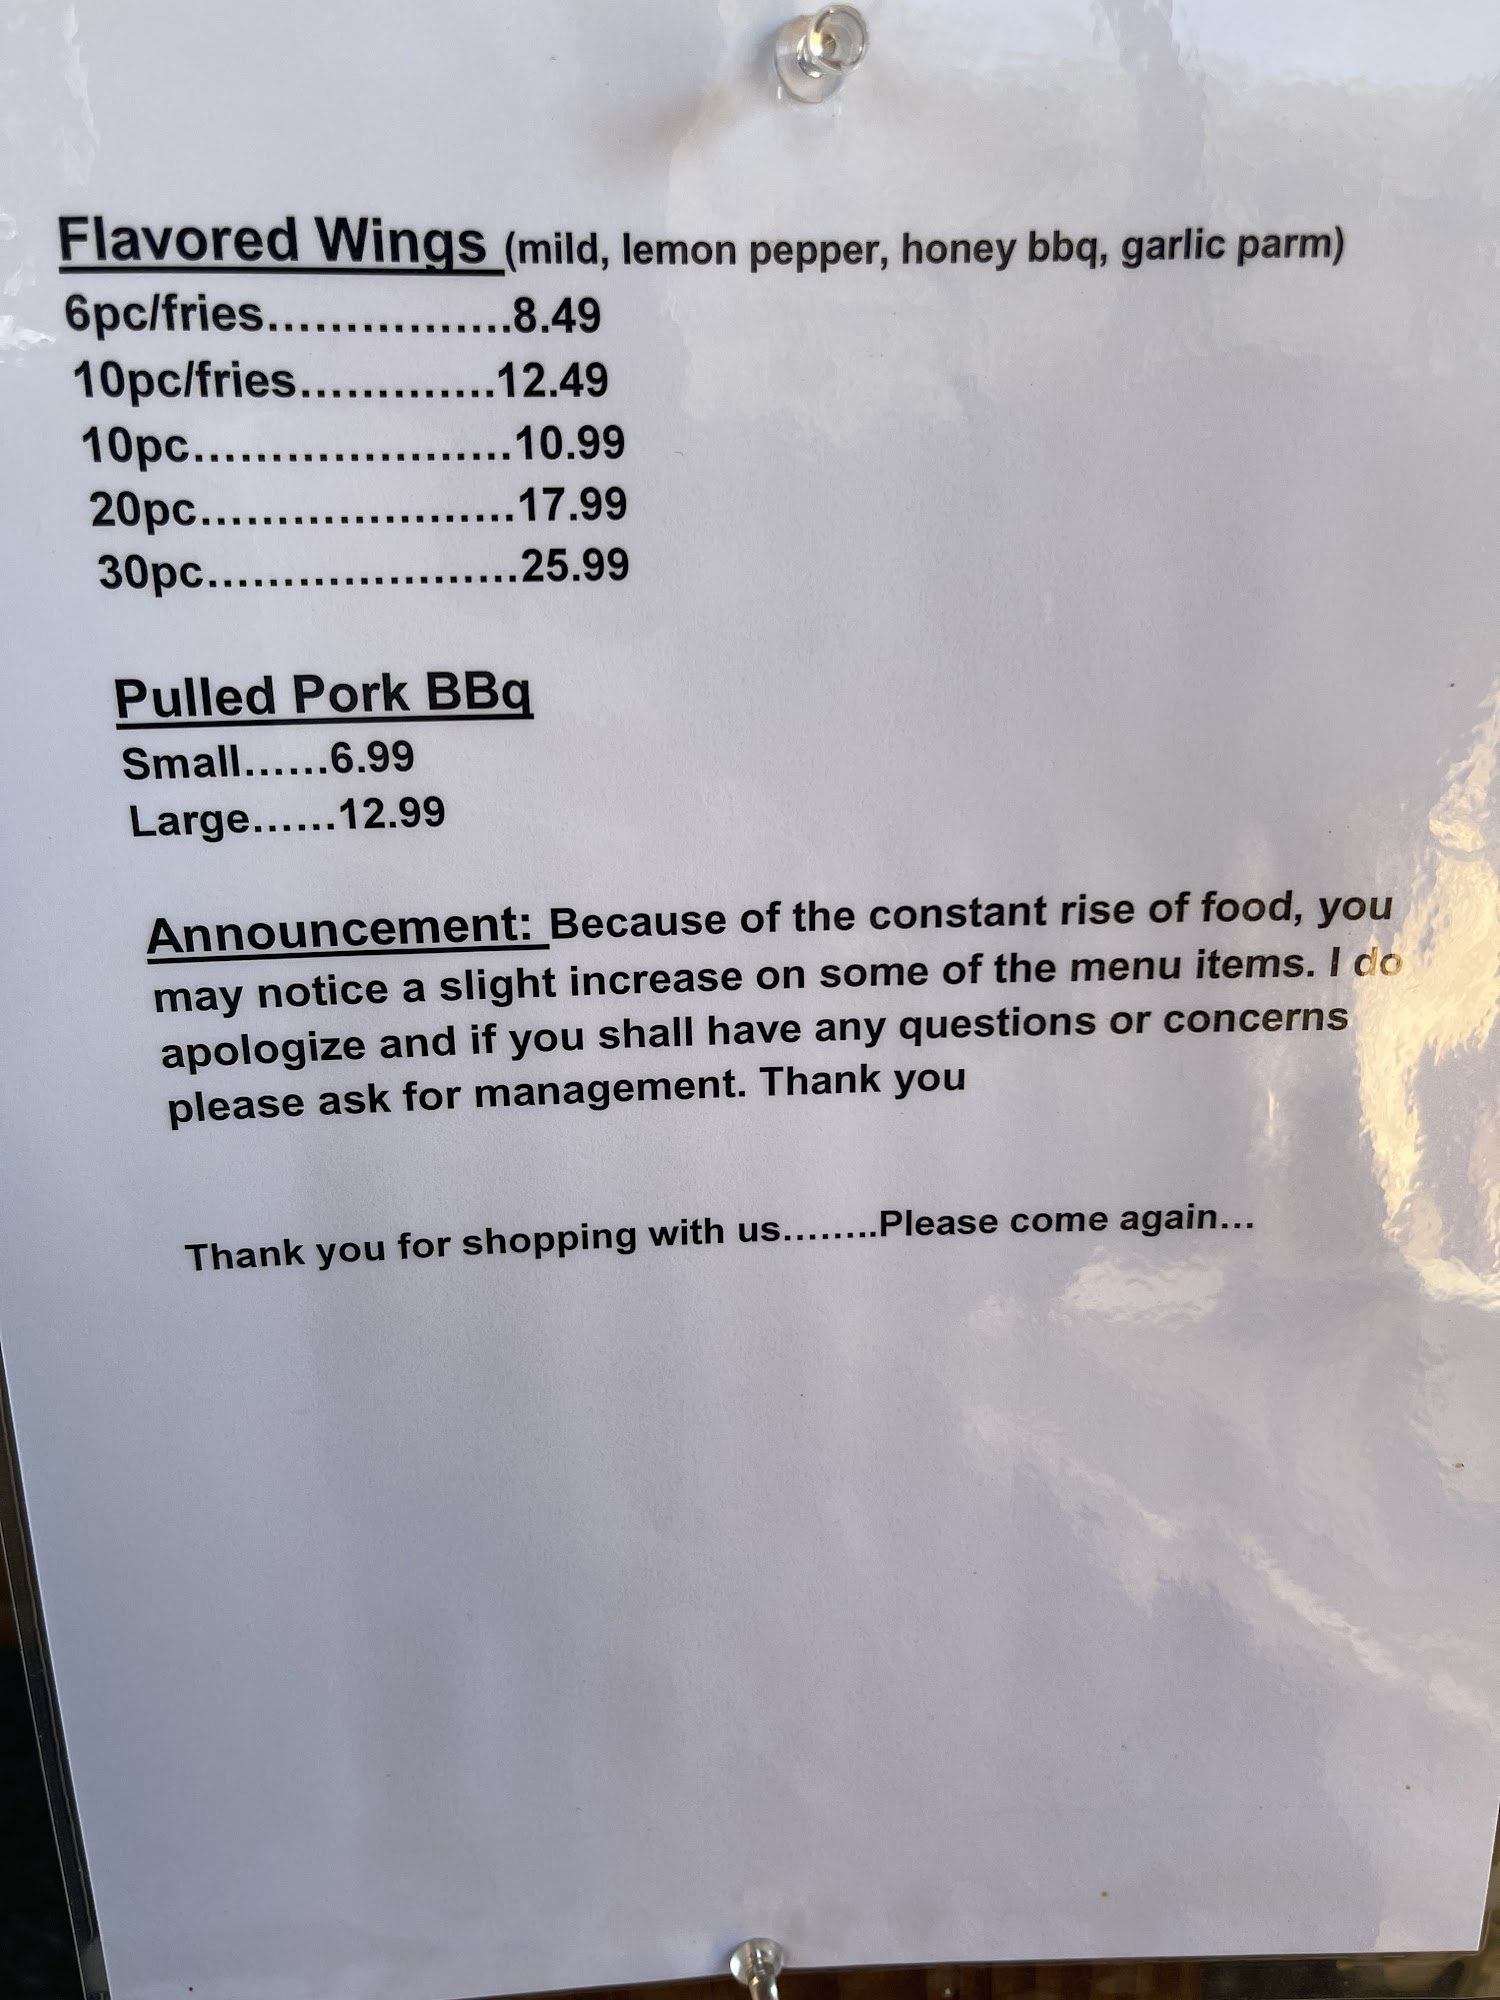 Flavored Wings (mild, lemon pepper, honey bbq, garlic parm)
6pc/fries................8.49
10pc/fries.............12.49
10pc.....................10.99
20pc.....................17.99
30pc.....................25.99
Pulled Pork BBq
Small......6.99
Large......12.99
Announcement: Because of the constant rise of food, you
may notice a slight increase on some of the menu items. I do
apologize and if you shall have any questions or concerns
please ask for management. Thank you
Thank you for shopping with us........Please come again...